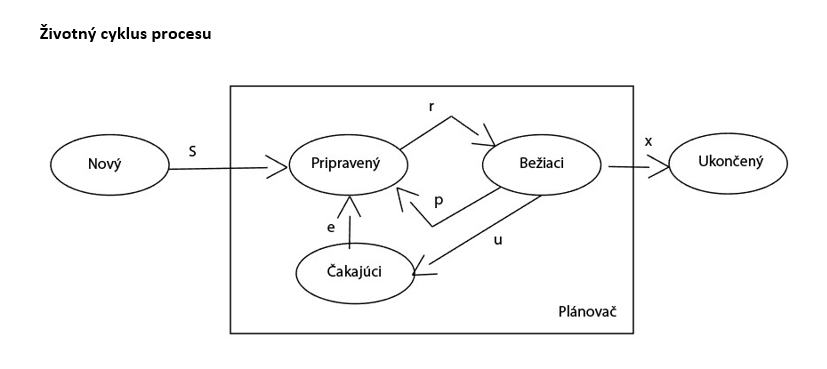 Životný cyklus procesu
r
S
x
Nový
Pripravený
Bežiaci
Ukončený
p
e
u
Čakajúci
Plánovač